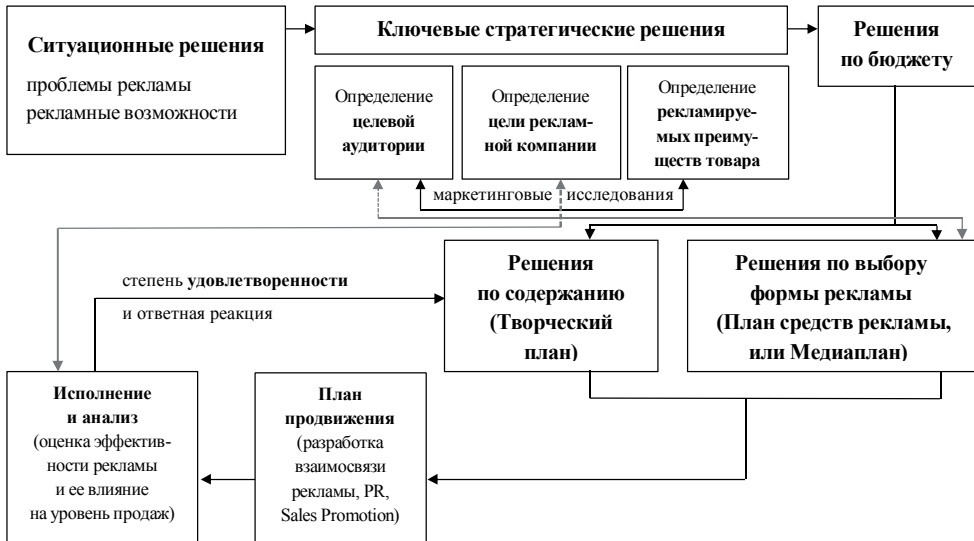 Ситуационные решения
проблемы рекламы
рекламные возможности
Ключевые стратегические решения
Решения
по бюджету
Определение
целевой
аудитории
Определение
цели реклам-
ной компании
Определение
рекламируе-
мых преиму-
ществ товара
маркетинговые исследования
степень удовлетворенности
и ответная реакция
Решения
по содержанию
(Творческий
план)
Решения по выбору
формы рекламы
(План средств рекламы,
или Медиаплан)
Исполнение
и анализ
(оценка эффектив-
ности рекламы
и ее влияние
на уровень продаж)
План
продвижения
(разработка
взаимосвязи
рекламы, PR,
Sales Promotion)